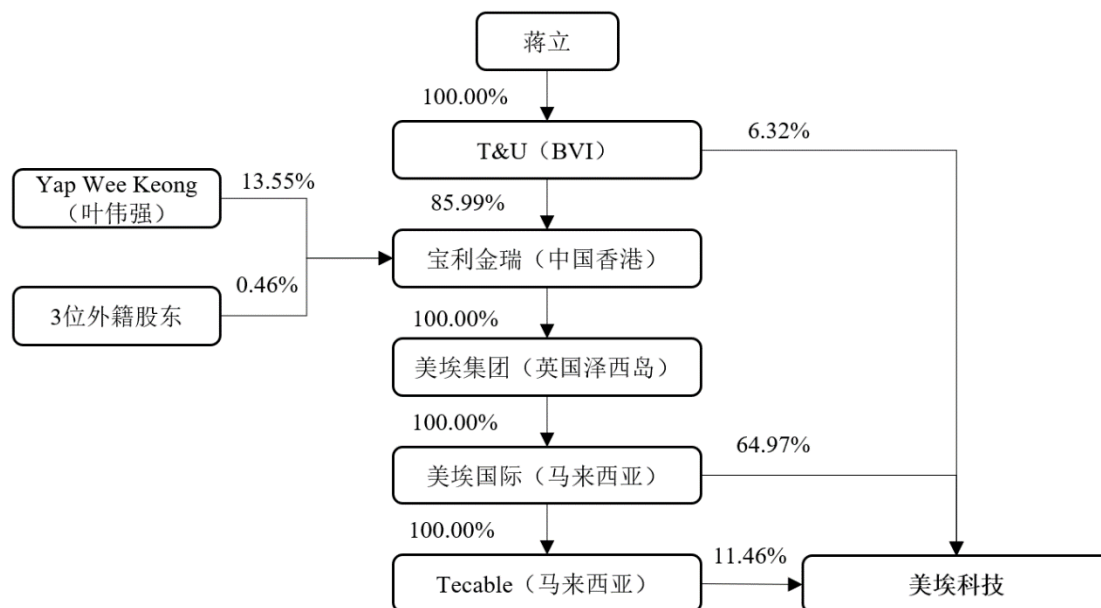 蒋立
100.00%
T&U（BVI）
6.32%
Yap Wee Keong
（叶伟强）
13.55%
85.99%
宝利金瑞（中国香港）
3位外籍股东
0.46%
100.00%
美埃集团（英国泽西岛）
100.00%
美埃国际（马来西亚）
64.97%
100.00%
Tecable（马来西亚）
11.46%
美埃科技